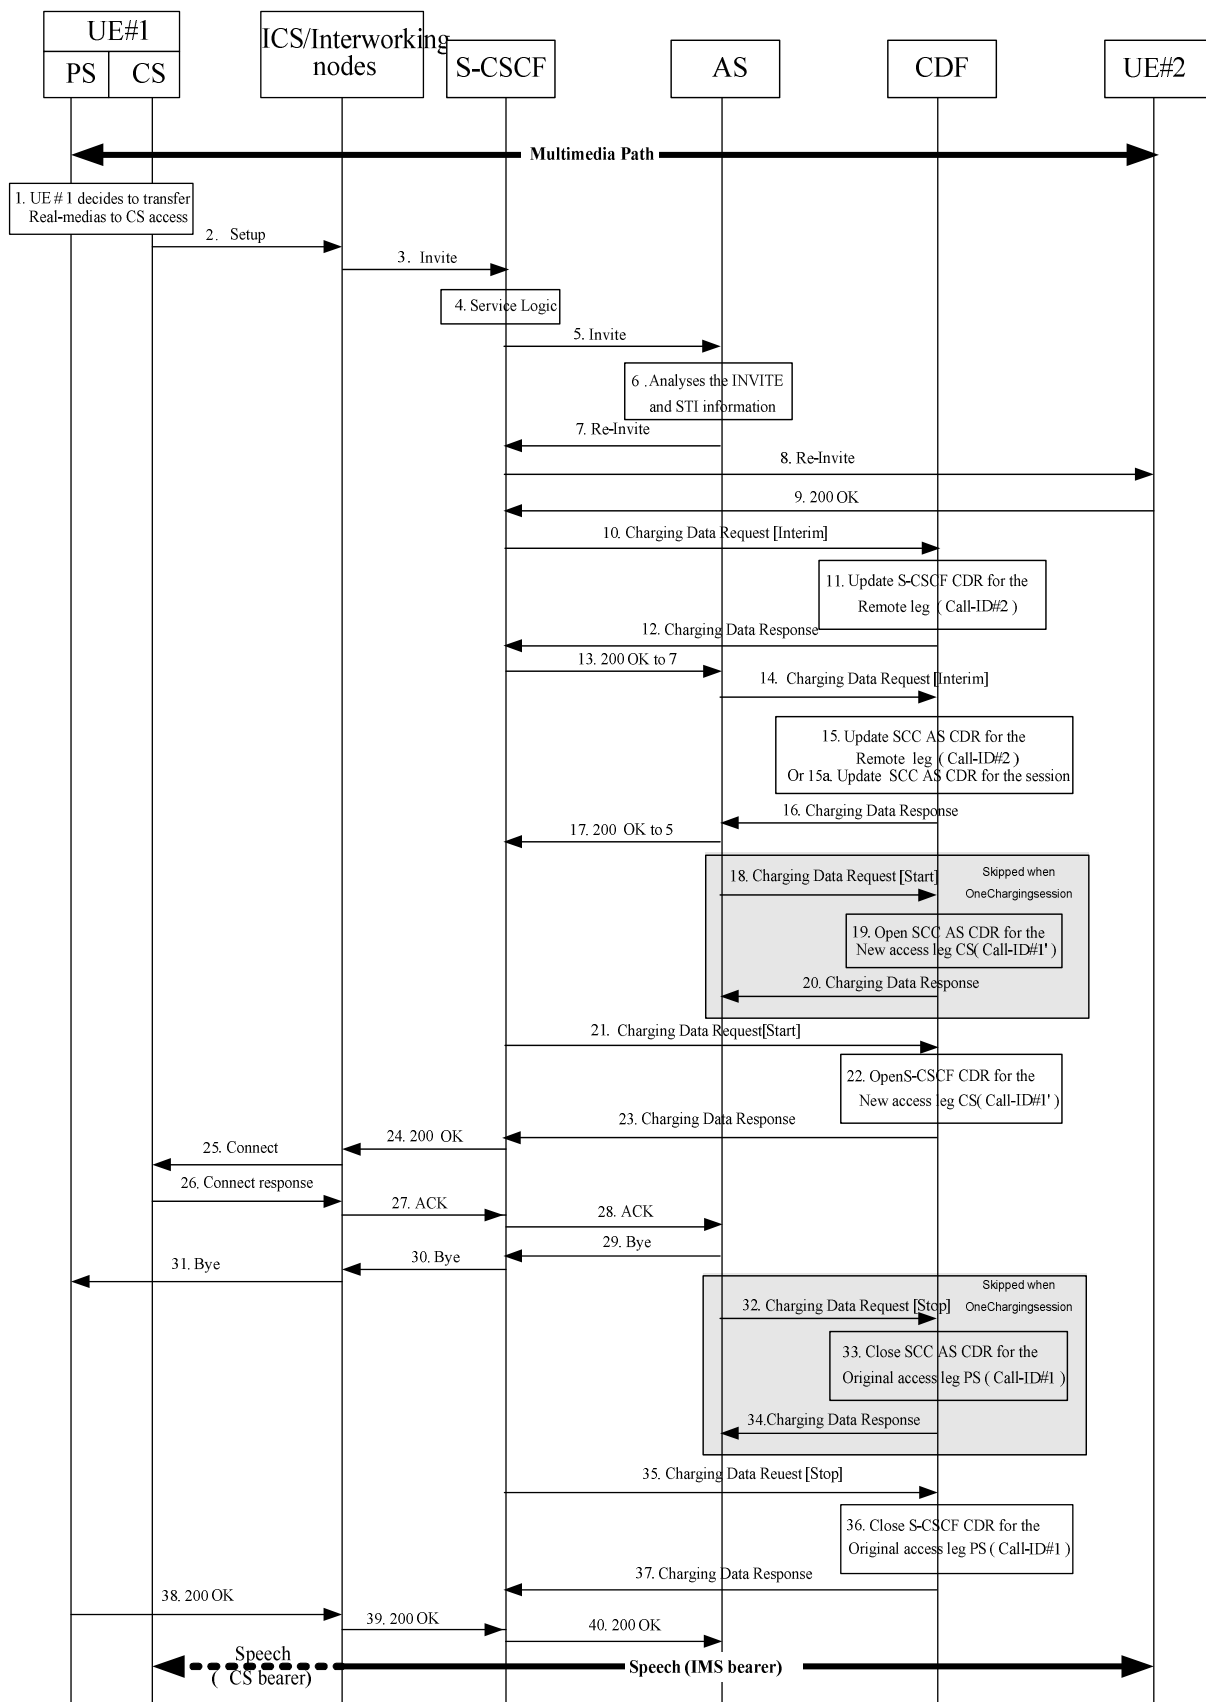 UE#1
PS
CS
ICS/Interworking
nodes
S-CSCF
AS
CDF
UE#2
Multimedia Path
1. UE # 1 decides to transfer
Real-medias to CS access
2. Setup
3. Invite
4. Service Logic
5. Invite
6 .Analyses the INVITE
and STI information
7. Re-Invite
8. Re-Invite
9. 200 OK
10. Charging Data Request [Interim]
11. Update S-CSCF CDR for the
Remote leg ( Call-ID#2 )
12. Charging Data Response
13. 200 OK to 7
14. Charging Data Request [Interim]
15. Update SCC AS CDR for the
Remote leg ( Call-ID#2 )
Or 15a. Update SCC AS CDR for the session
16. Charging Data Response
17. 200 OK to 5
18. Charging Data Request [Start]
Skipped when
OneChargingsession
19. Open SCC AS CDR for the
New access leg CS( Call-ID#1' )
20. Charging Data Response
21. Charging Data Request[Start]
22. OpenS-CSCF CDR for the
New access leg CS( Call-ID#1' )
23. Charging Data Response
24. 200 OK
25. Connect
26. Connect response
27. ACK
28. ACK
29. Bye
30. Bye
31. Bye
Skipped when
OneChargingsession
32. Charging Data Request [Stop]
33. Close SCC AS CDR for the
Original access leg PS ( Call-ID#1 )
34.Charging Data Response
35. Charging Data Reuest [Stop]
36. Close S-CSCF CDR for the
Original access leg PS ( Call-ID#1 )
37. Charging Data Response
38. 200 OK
39. 200 OK
40. 200 OK
Speech
( CS bearer)
Speech (IMS bearer)